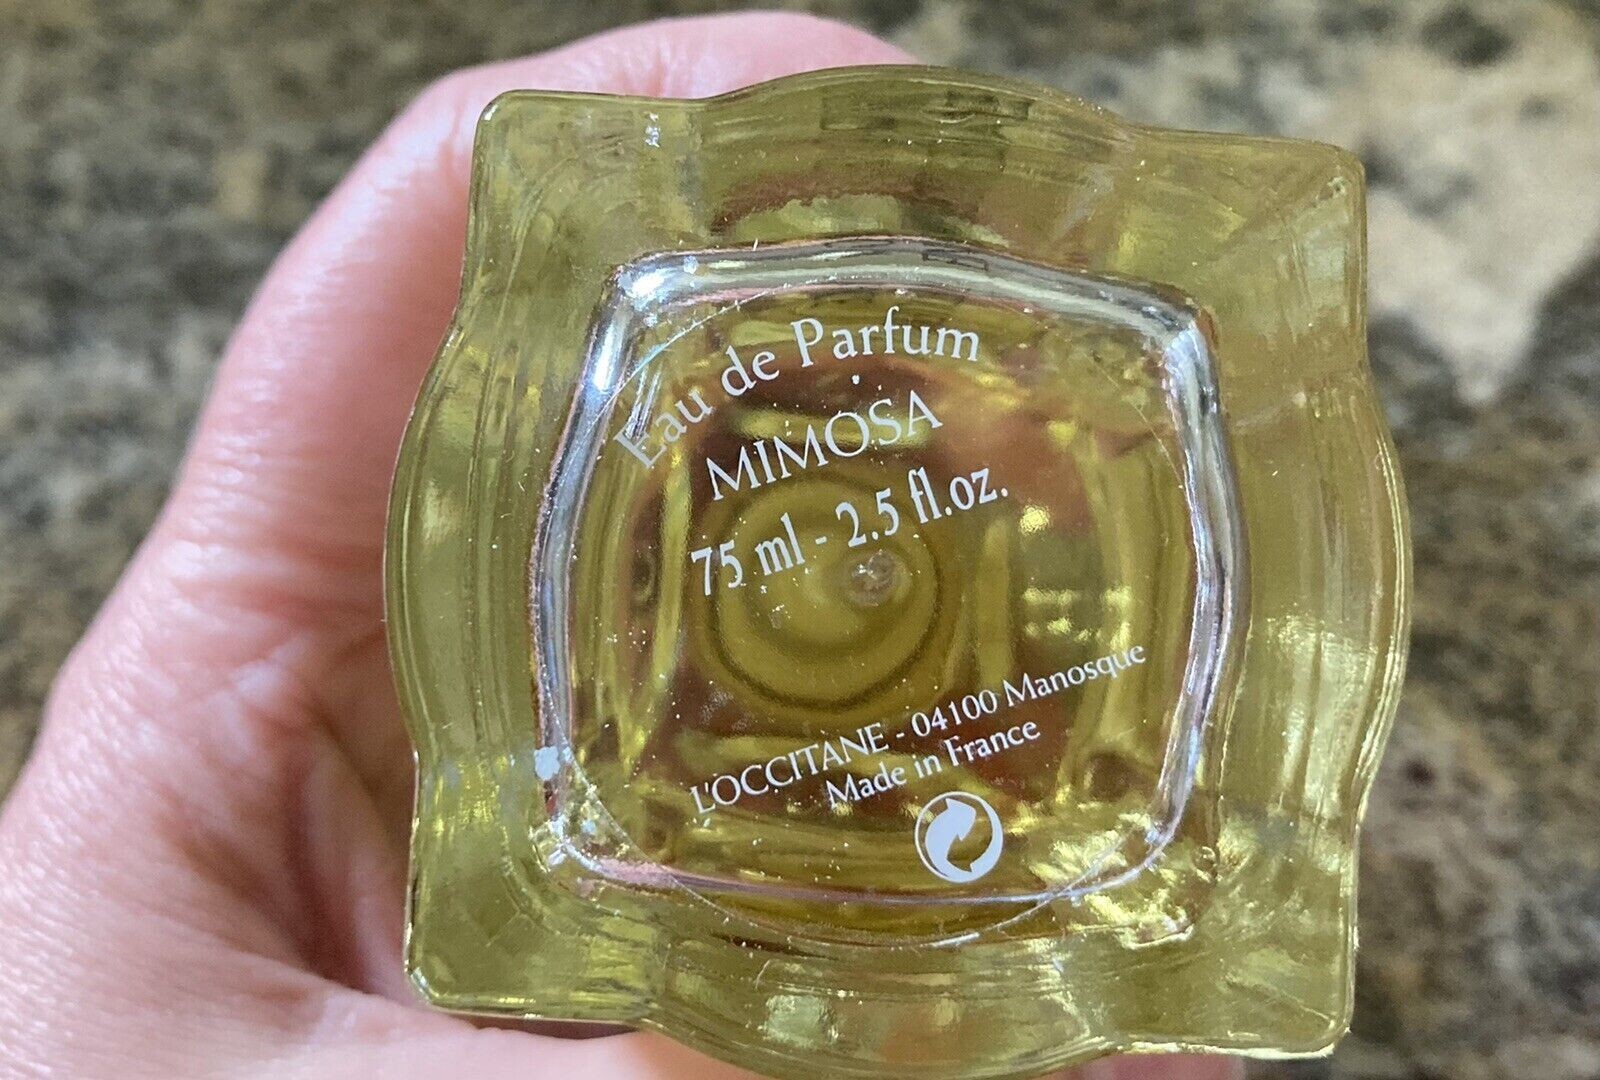 Eau de Parfum
MIMOSA
75 ml - 2.5 fl.oz.
L'OCCITANE - 04100 Manosque
Made in France